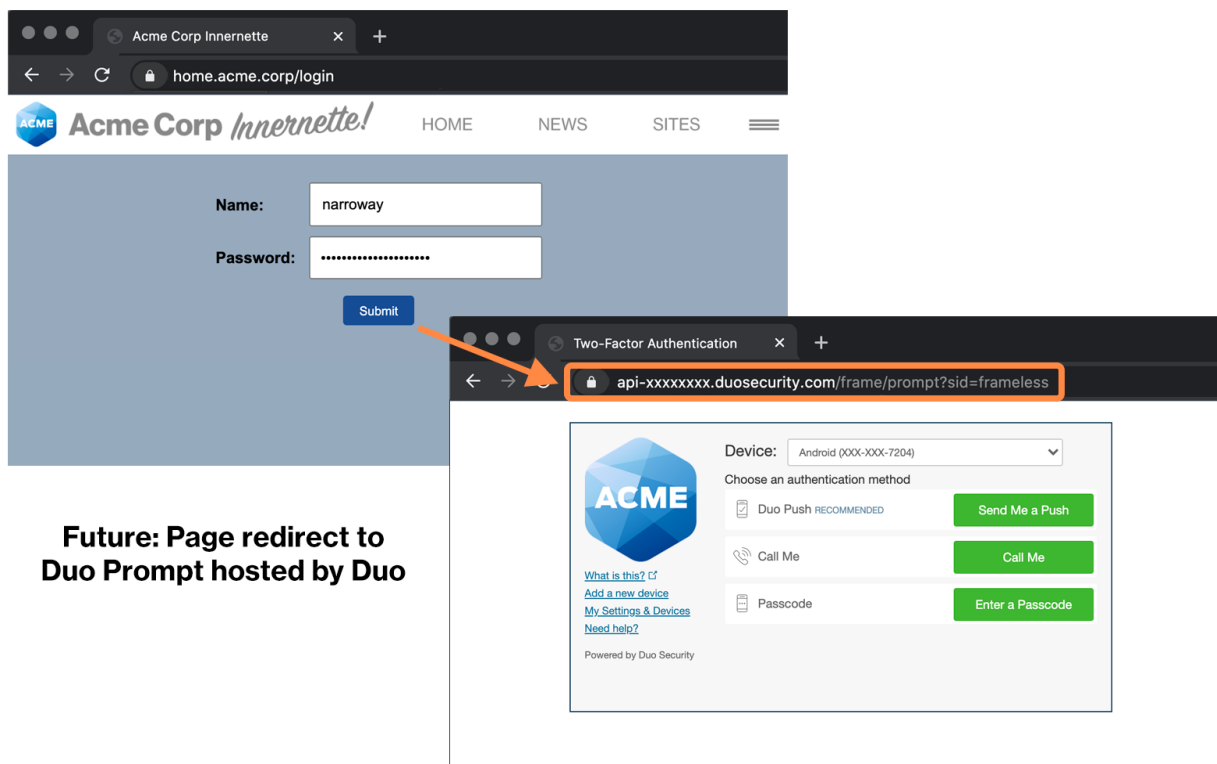 Acme Corp Innernette
home.acme.corp/login
ACME Acme Corp Innernette! HOME NEWS SITES
Name: narroway
Password: •••••••••••••••••••••
Submit
Future: Page redirect to
Duo Prompt hosted by Duo
Two-Factor Authentication
api-xxxxxxxx.duosecurity.com/frame/prompt?sid=frameless
ACME
What is this?
Add a new device
My Settings & Devices
Need help?
Powered by Duo Security
Device: Android (XXX-XXX-7204)
Choose an authentication method
Duo Push RECOMMENDED Send Me a Push
Call Me Call Me
Passcode Enter a Passcode